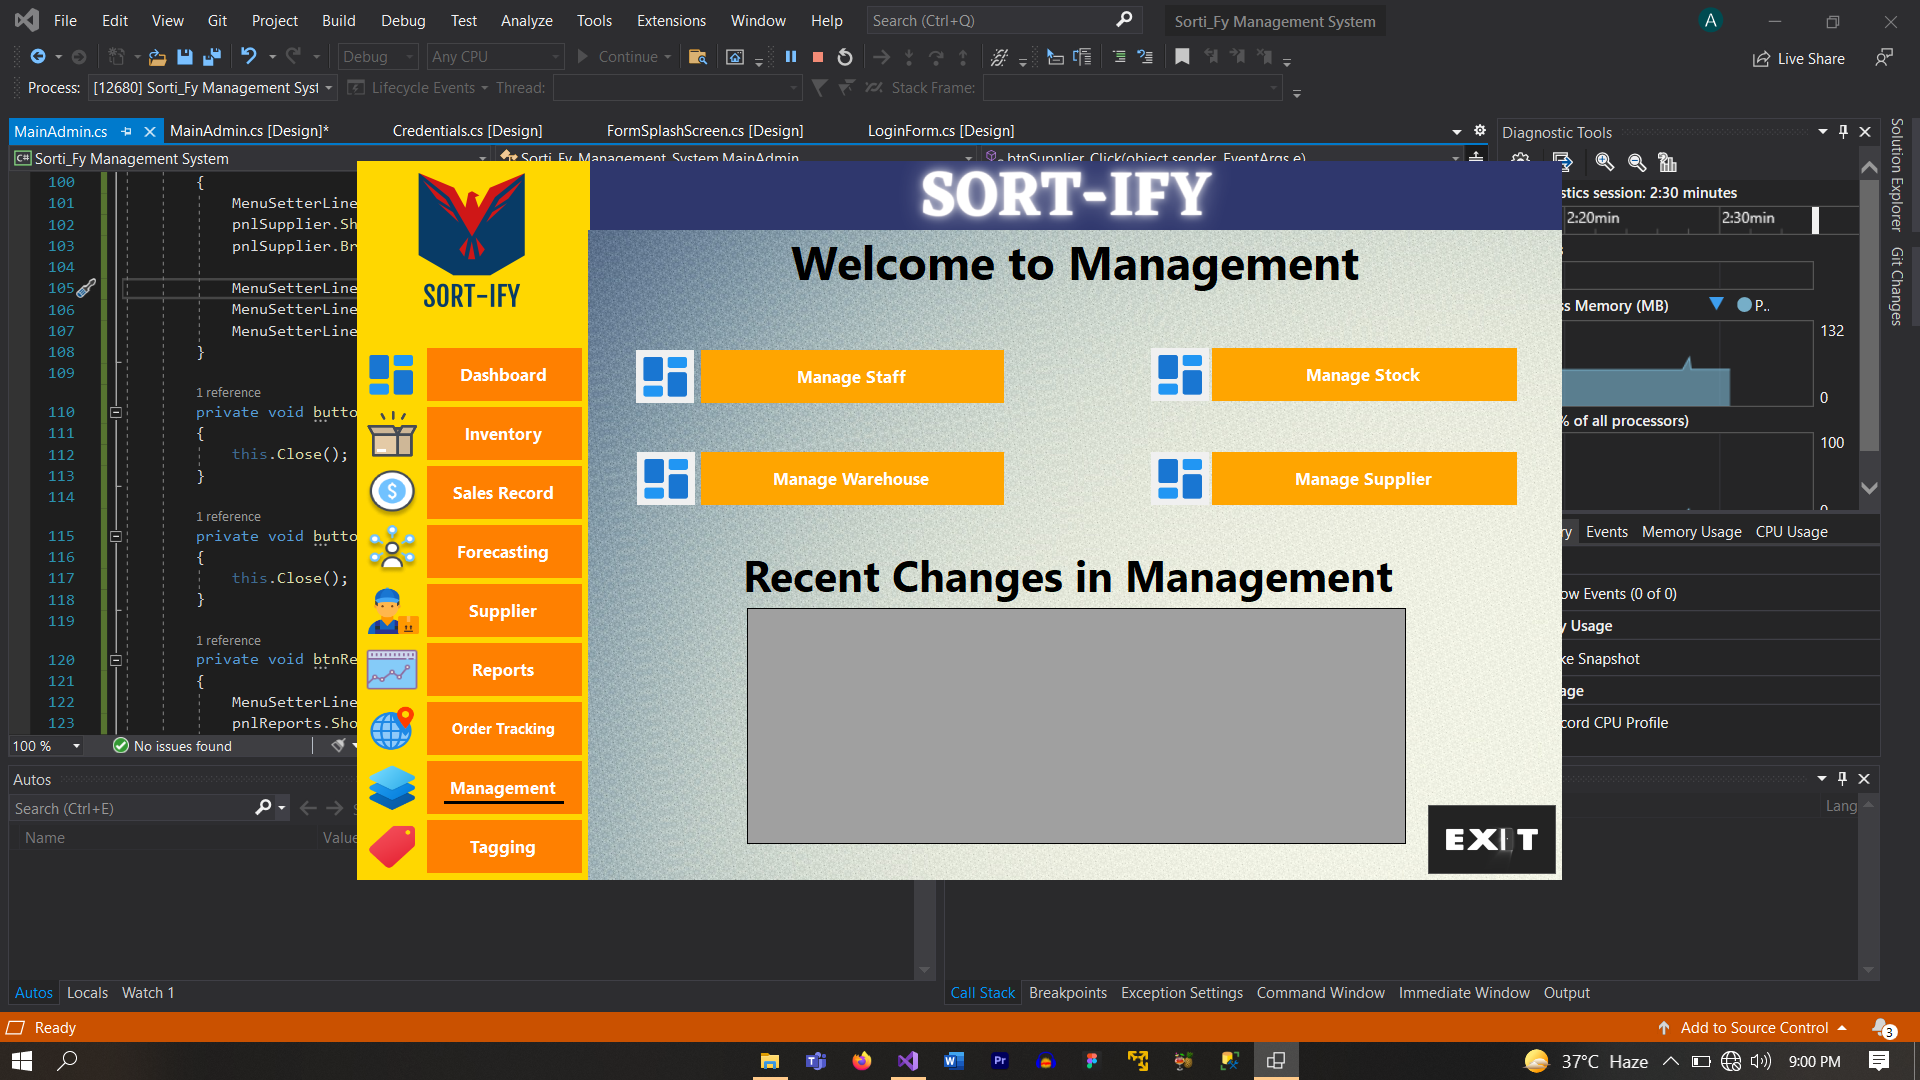 File Edit View Git Project Build Debug Test Analyze Tools Extensions Window Help Search (Ctrl+Q) Sorti_Fy Management System A
Debug Any CPU Continue Live Share
Process: [12680] Sorti_Fy Management Syst Lifecycle Events Thread: Stack Frame:
MainAdmin.cs MainAdmin.cs [Design]* Credentials.cs [Design] FormSplashScreen.cs [Design] LoginForm.cs [Design]
C# Sorti_Fy Management System Sorti_Fy_Management_System.MainAdmin btnSupplier_Click(object sender, EventArgs e)
100 {
101 MenuSetterLine
102 pnlSupplier.Sh
103 pnlSupplier.Br
104
105 MenuSetterLine
106 MenuSetterLine
107 MenuSetterLine
108 }
109
1 reference
110 private void butto
111 {
112 this.Close();
113 }
114
1 reference
115 private void butto
116 {
117 this.Close();
118 }
119
1 reference
120 private void btnRe
121 {
122 MenuSetterLine
123 pnlReports.Sho
100 % No issues found
SORT-IFY
SORT-IFY
Dashboard
Inventory
Sales Record
Forecasting
Supplier
Reports
Order Tracking
Management
Tagging
Welcome to Management
Manage Staff Manage Stock
Manage Warehouse Manage Supplier
Recent Changes in Management
EXIT
Diagnostic Tools
stics session: 2:30 minutes
2:20min 2:30min
s
ss Memory (MB) P..
132
0
% of all processors)
100
0
ry Events Memory Usage CPU Usage
ow Events (0 of 0)
y Usage
ke Snapshot
age
cord CPU Profile
Solution Explorer
Git Changes
Autos
Search (Ctrl+E)
Name Value
Lang
Autos Locals Watch 1
Call Stack Breakpoints Exception Settings Command Window Immediate Window Output
Ready Add to Source Control 3
W Pr 37°C Haze 9:00 PM